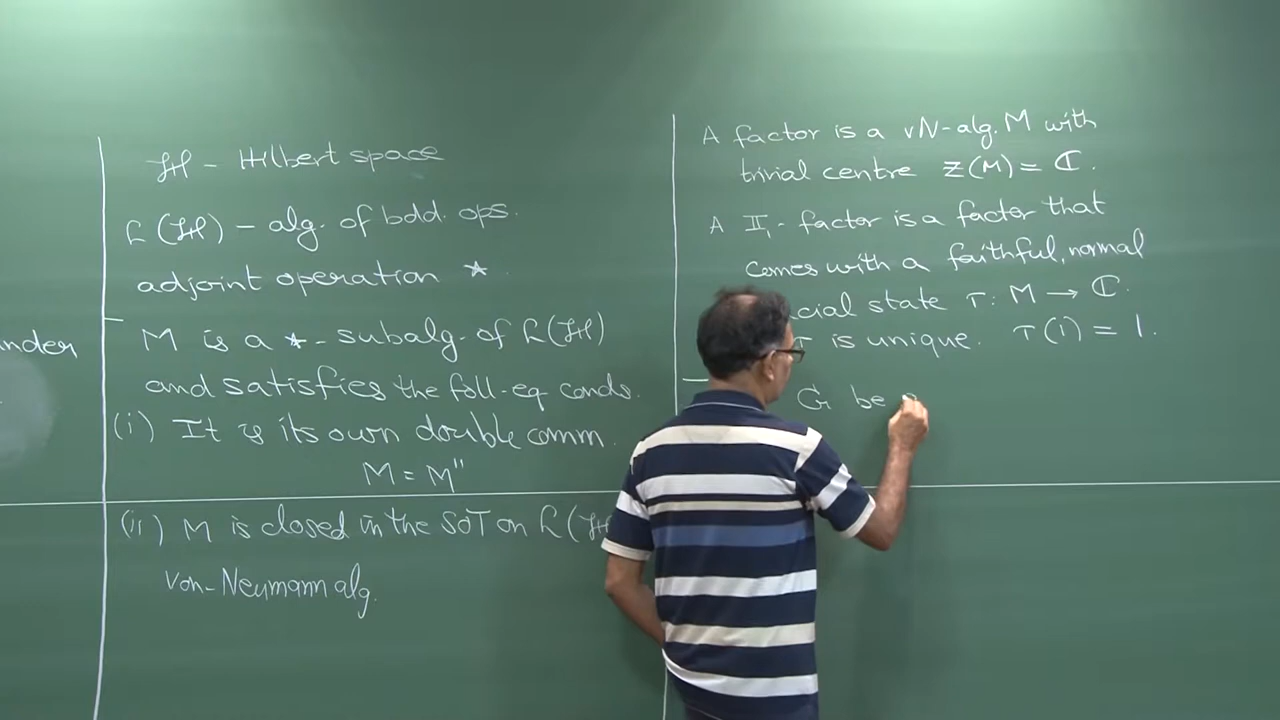 nder
H - Hilbert space
L(H) - alg. of bdd. ops.
adjoint operation *.
M is a *-subalg. of L(H)
and satisfies the foll. eq conds.
(i) It is its own double comm.
M = M''
(ii) M is closed in the SOT on L(H
Von-Neumann alg.
A factor is a vN-alg. M with
trivial centre Z(M) = ℂ.
A II₁-factor is a factor that
comes with a faithful, normal
cial state τ: M → ℂ.
τ is unique. τ(1) = 1.
G be